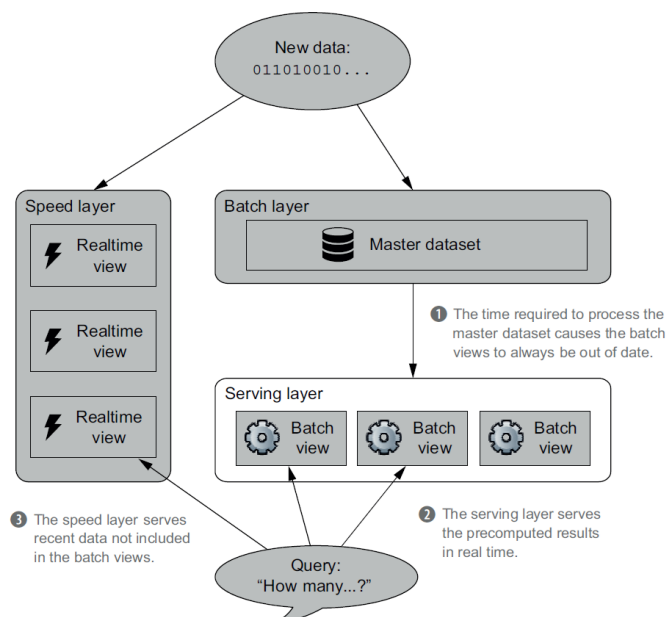 New data:
011010010...
Speed layer
Realtime
view
Realtime
view
Realtime
view
Batch layer
Master dataset
1 The time required to process the
master dataset causes the batch
views to always be out of date.
Serving layer
Batch
view
Batch
view
Batch
view
3 The speed layer serves
recent data not included
in the batch views.
2 The serving layer serves
the precomputed results
in real time.
Query:
“How many...?”